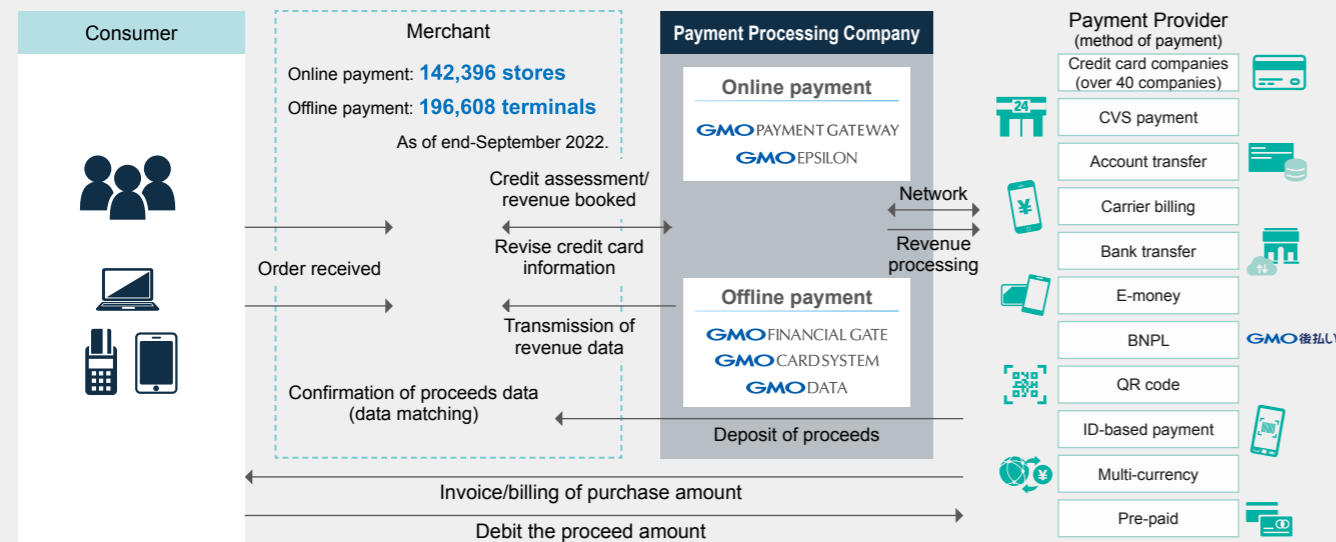 Consumer
Merchant
Online payment: 142,396 stores
Offline payment: 196,608 terminals
As of end-September 2022.
Order received
Credit assessment/
revenue booked
Revise credit card
information
Transmission of
revenue data
Confirmation of proceeds data
(data matching)
Payment Processing Company
Online payment
GMO PAYMENT GATEWAY
GMO EPSILON
Offline payment
GMO FINANCIAL GATE
GMO CARD SYSTEM
GMO DATA
Deposit of proceeds
Network
Revenue
processing
Invoice/billing of purchase amount
Debit the proceed amount
Payment Provider
(method of payment)
Credit card companies
(over 40 companies)
24
CVS payment
Account transfer
¥
Carrier billing
Bank transfer
E-money
BNPL
GMO後払い
QR code
ID-based payment
¥
Multi-currency
Pre-paid